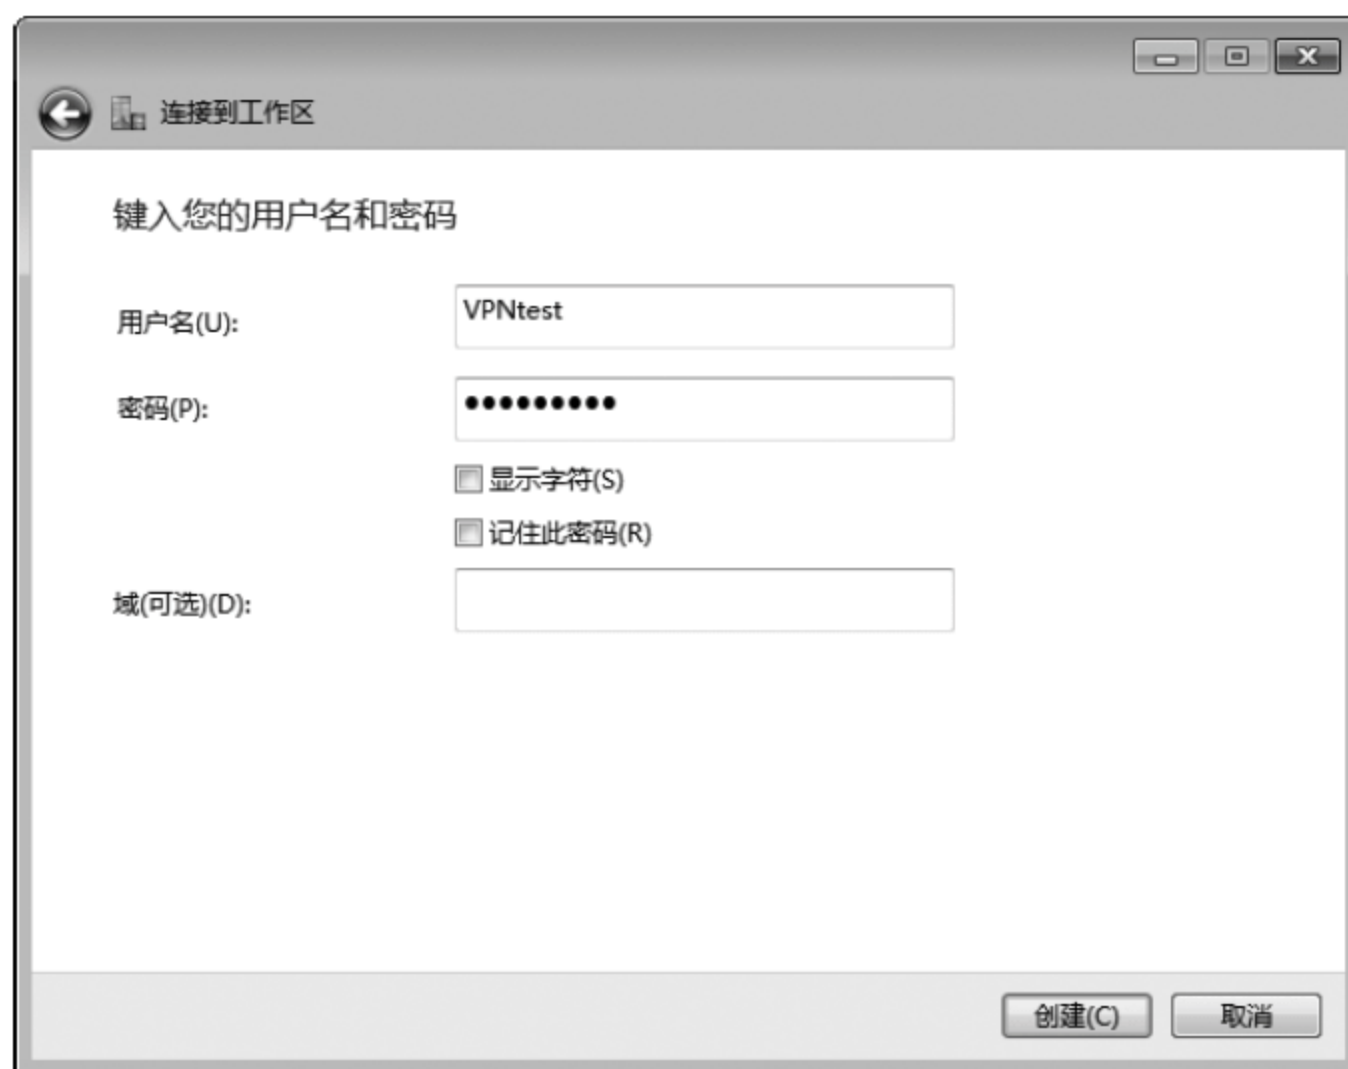 连接到工作区
键入您的用户名和密码
用户名(U):
VPNtest
密码(P):
●●●●●●●●●
显示字符(S)
记住此密码(R)
域(可选)(D):
创建(C)
取消